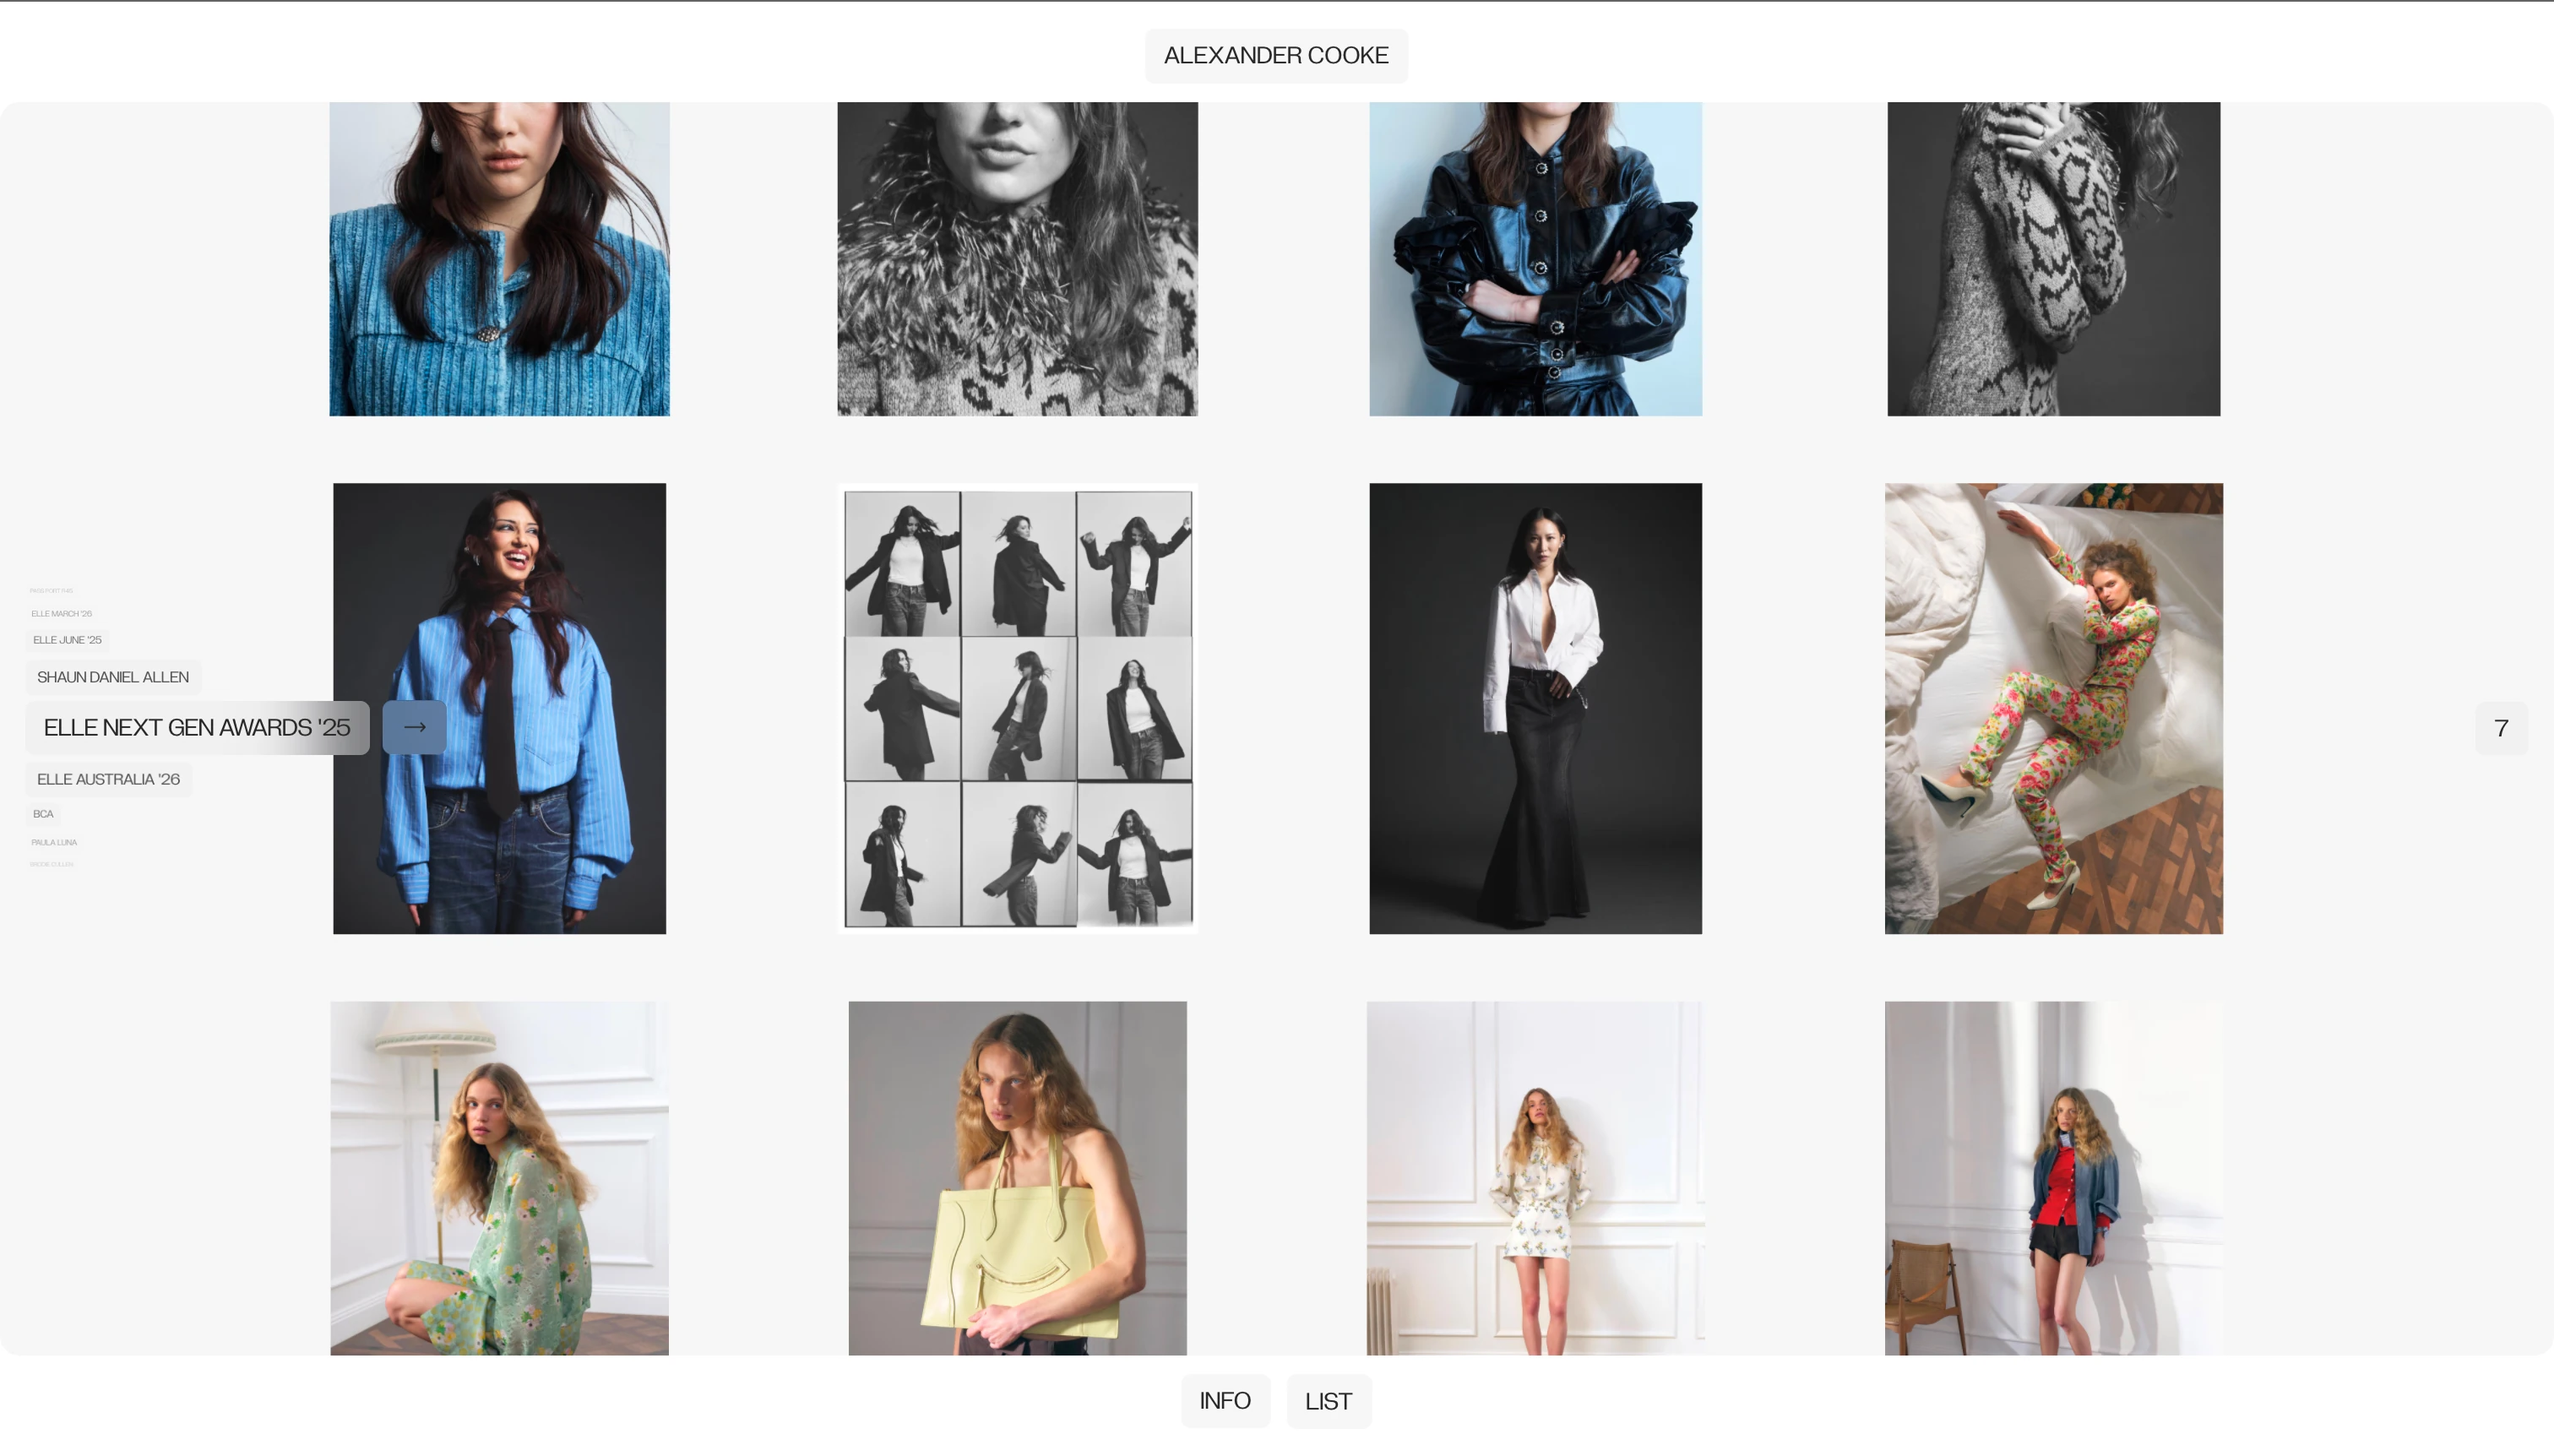 ALEXANDER COOKE
ELLE MARCH '26
ELLE JUNE '25
SHAUN DANIEL ALLEN
ELLE NEXT GEN AWARDS '25 →
7
ELLE AUSTRALIA '26
BCA
PAULA LUNA
INFO
LIST